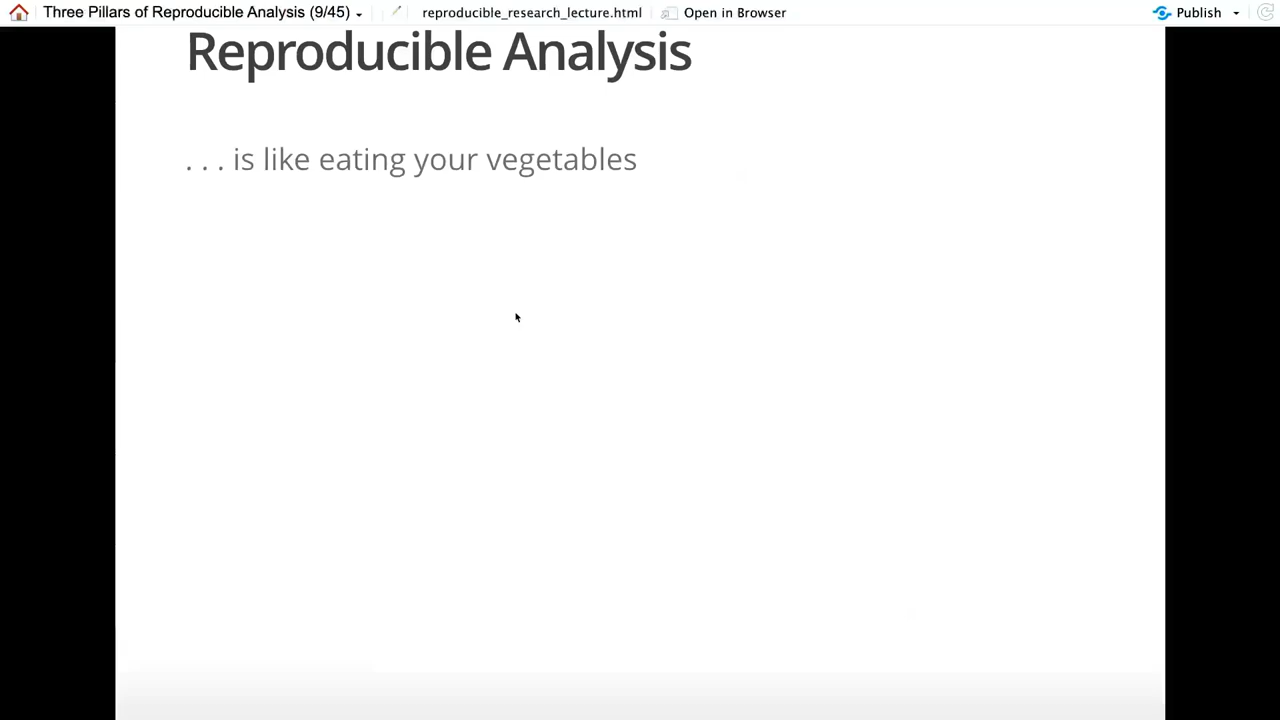 Three Pillars of Reproducible Analysis (9/45) reproducible_research_lecture.html Open in Browser Publish
Reproducible Analysis
. . . is like eating your vegetables